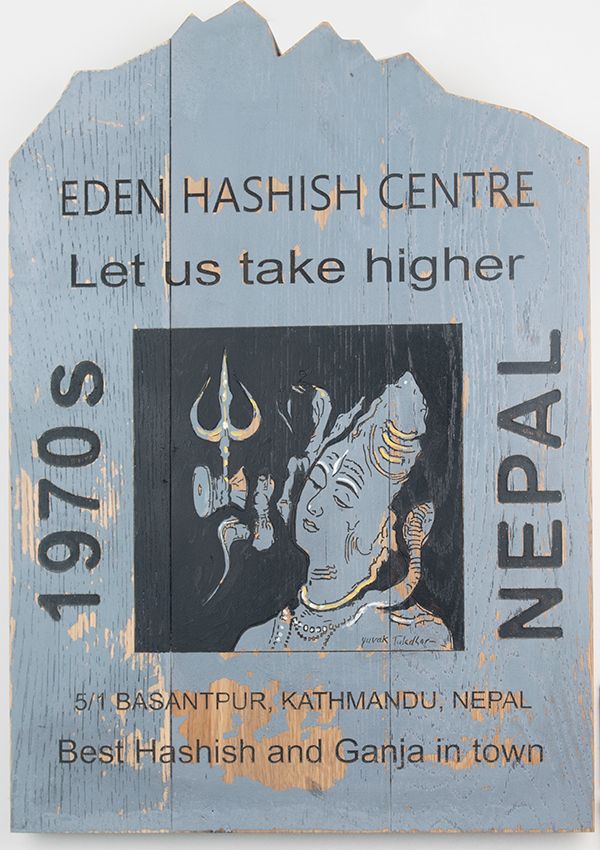 EDEN HASHISH CENTRE
Let us take higher
1970s
NEPAL
yuvak Tuladhar
5/1 BASANTPUR, KATHMANDU, NEPAL
Best Hashish and Ganja in town